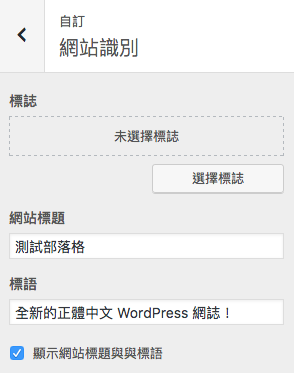 自訂
網站識別
標誌
未選擇標誌
選擇標誌
網站標題
測試部落格
標語
全新的正體中文 WordPress 網誌！
顯示網站標題與與標語